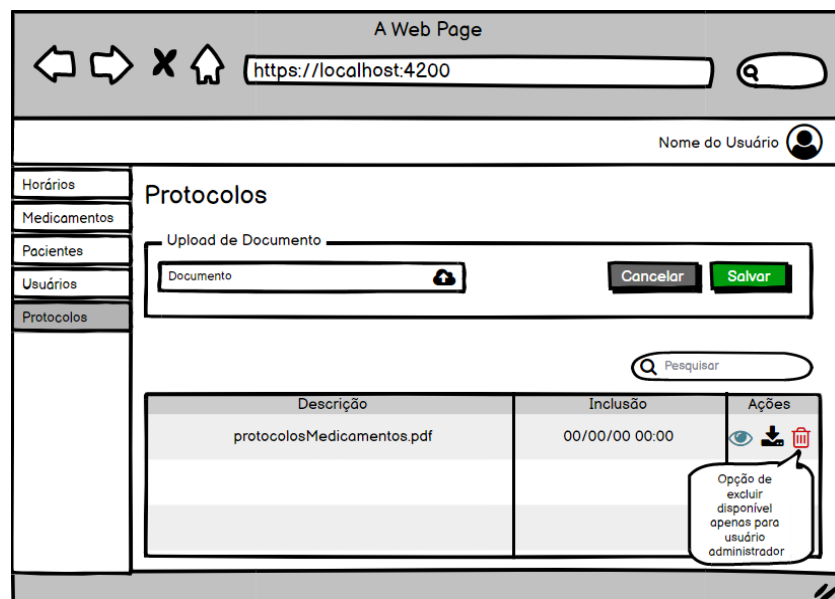 A Web Page
https://localhost:4200
Nome do Usuário
Horários
Medicamentos
Pacientes
Usuários
Protocolos
Protocolos
Upload de Documento
Documento
Cancelar
Salvar
Pesquisar
Descrição Inclusão Ações
protocolosMedicamentos.pdf 00/00/00 00:00
Opção de
excluir
disponível
apenas para
usuário
administrador